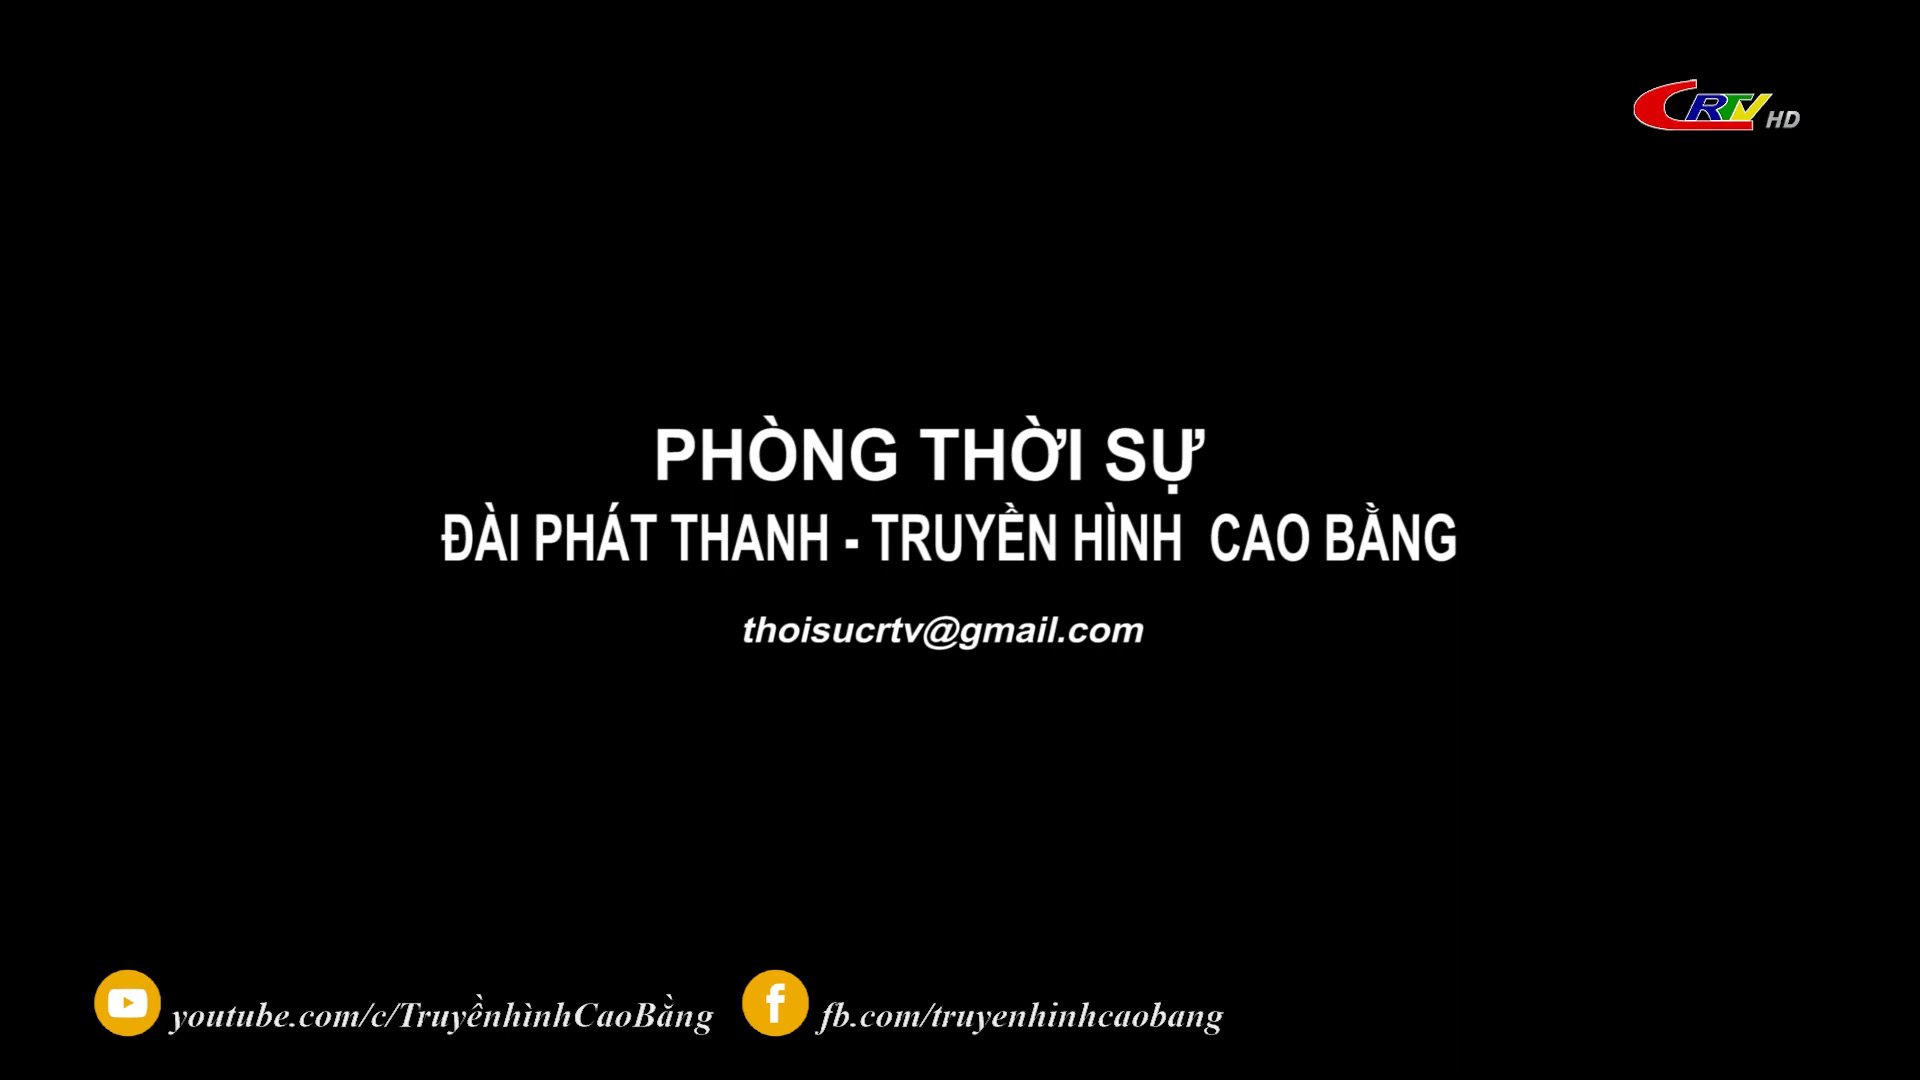 CRTV HD
PHÒNG THỜI SỰ
ĐÀI PHÁT THANH - TRUYỀN HÌNH CAO BẰNG
thoisucrtv@gmail.com
youtube.com/c/TruyềnhìnhCaoBằng fb.com/truyenhinhcaobang